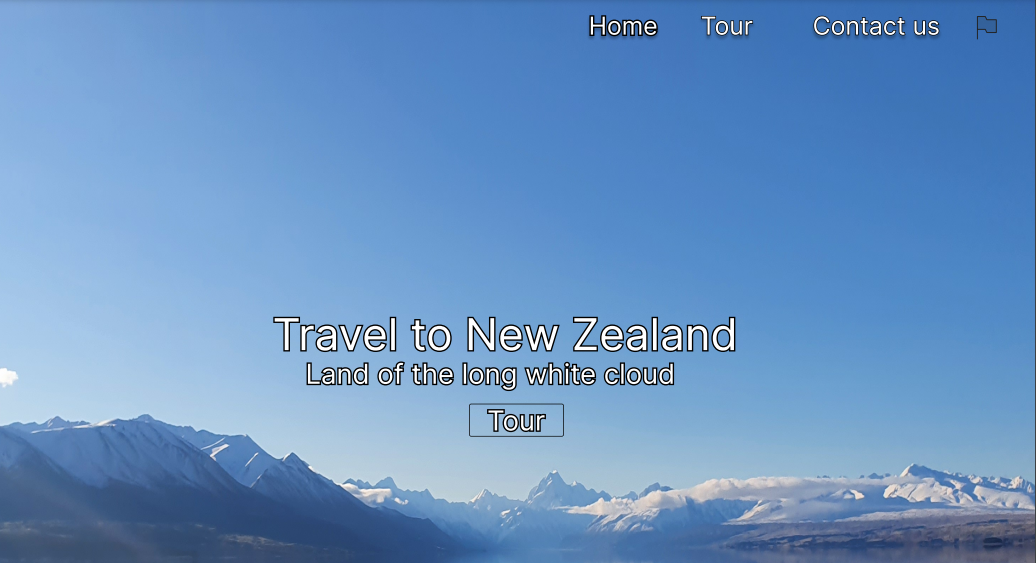 Home Tour Contact us
Travel to New Zealand
Land of the long white cloud
Tour